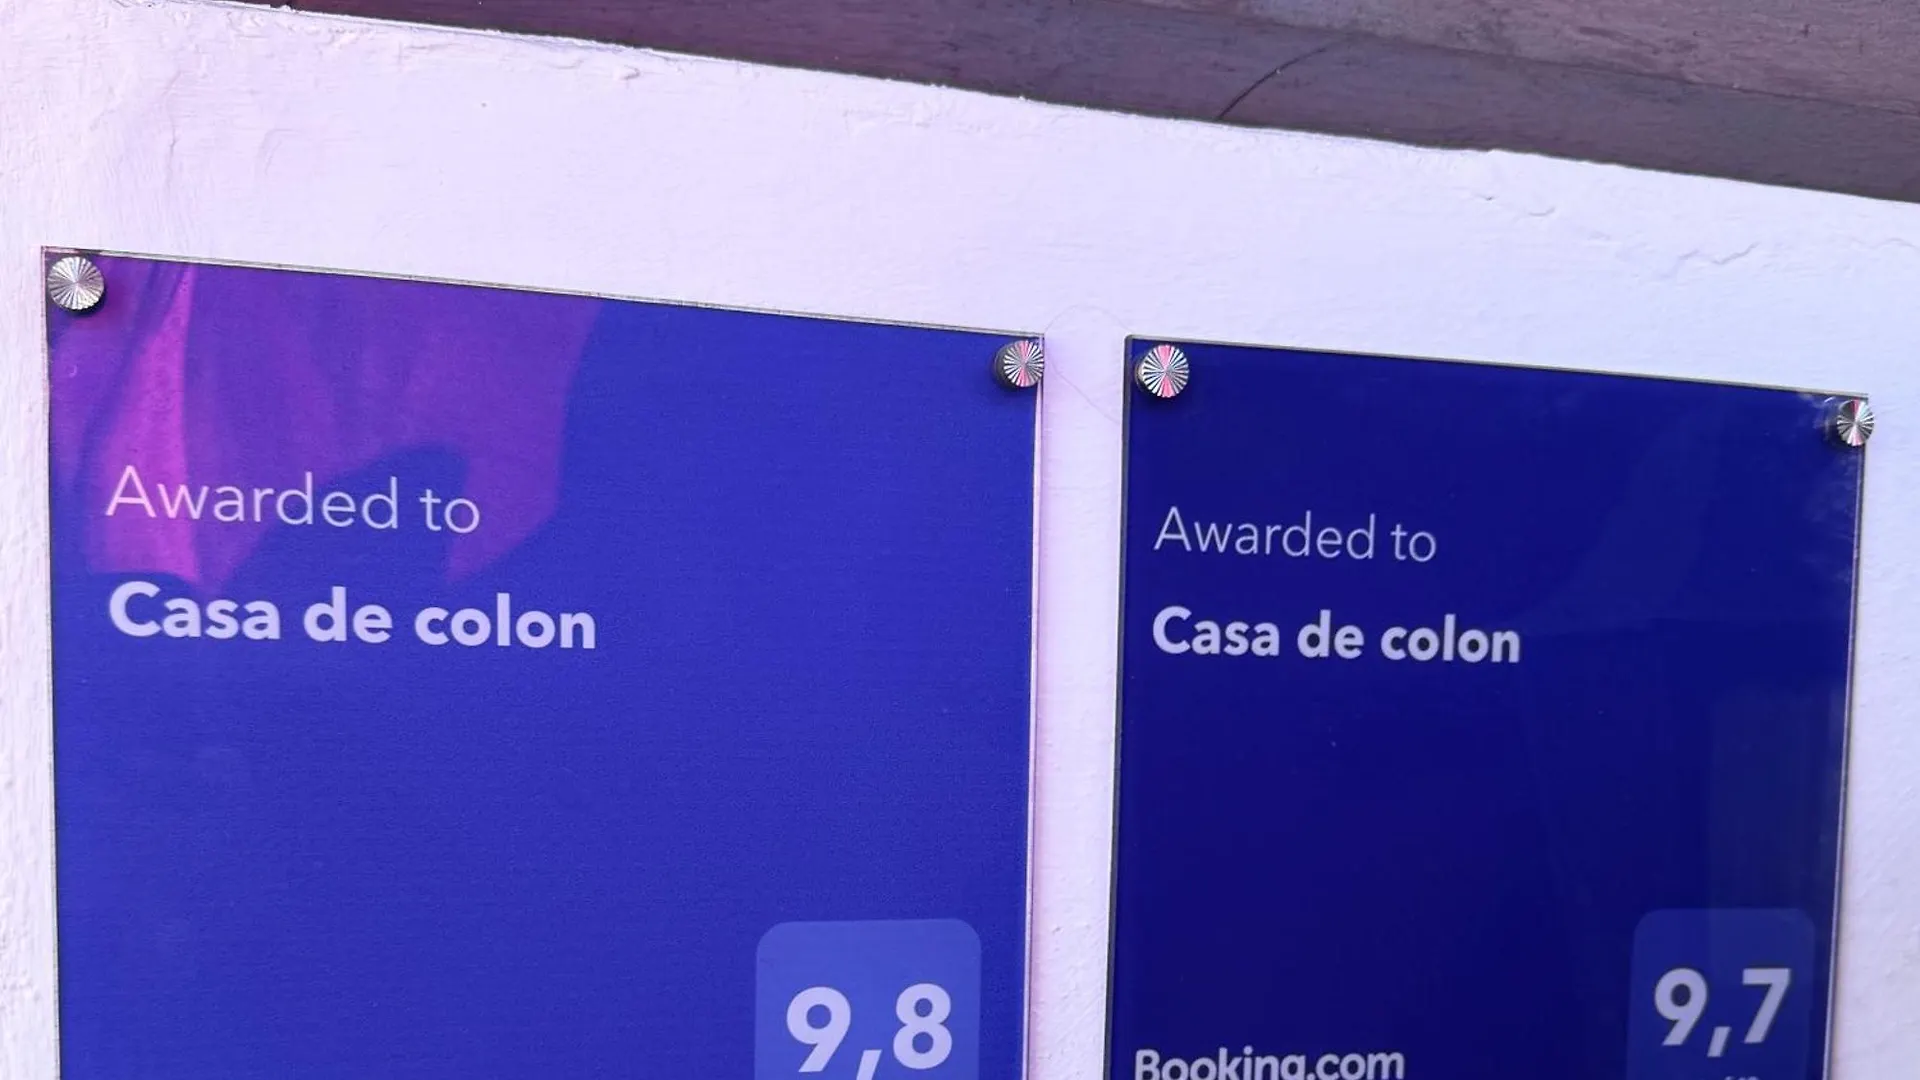 Awarded to
Casa de colon
9,8
Awarded to
Casa de colon
9,7
Booking.com